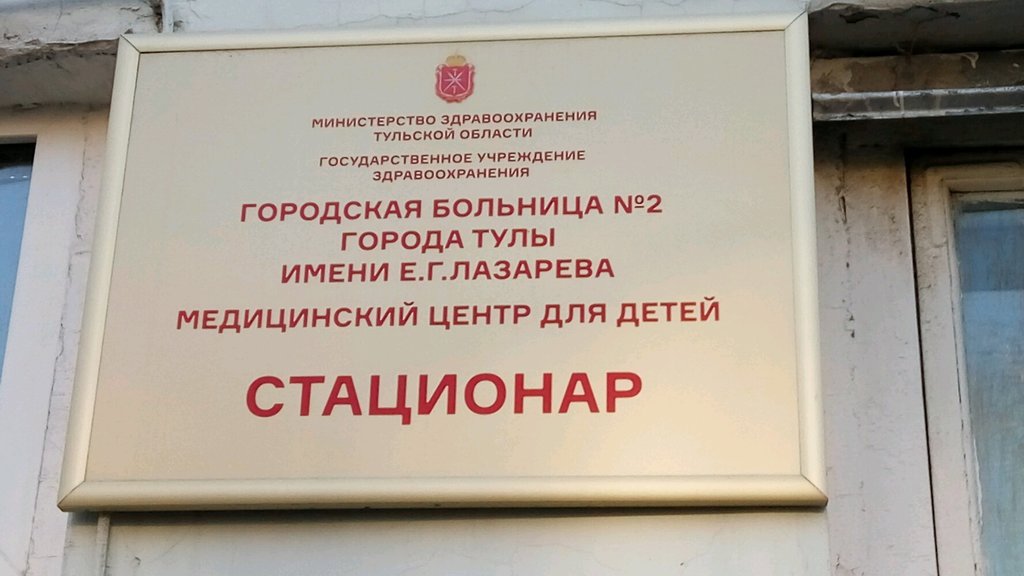 МИНИСТЕРСТВО ЗДРАВООХРАНЕНИЯ
ТУЛЬСКОЙ ОБЛАСТИ
ГОСУДАРСТВЕННОЕ УЧРЕЖДЕНИЕ
ЗДРАВООХРАНЕНИЯ
ГОРОДСКАЯ БОЛЬНИЦА №2
ГОРОДА ТУЛЫ
ИМЕНИ Е.Г.ЛАЗАРЕВА
МЕДИЦИНСКИЙ ЦЕНТР ДЛЯ ДЕТЕЙ
СТАЦИОНАР